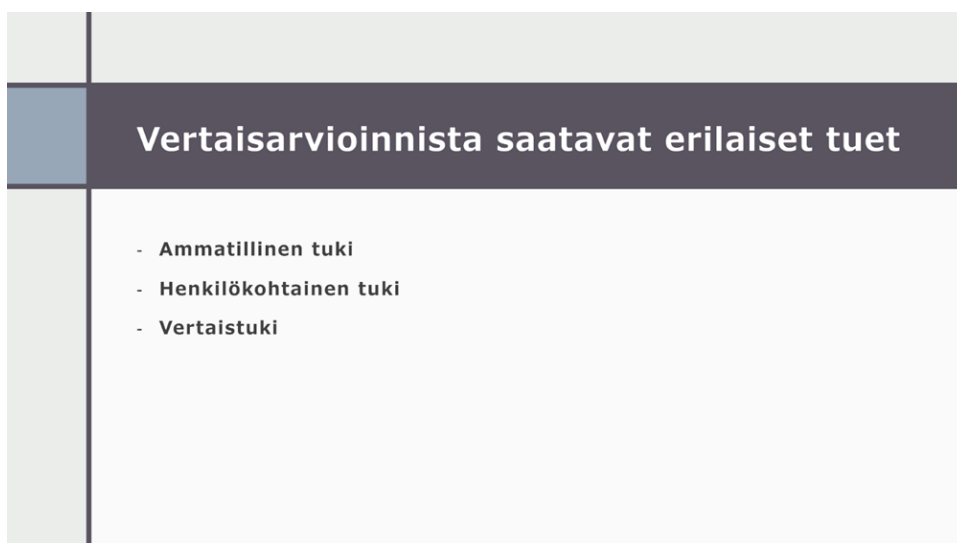 Vertaisarvioinnista saatavat erilaiset tuet
- Ammatillinen tuki
- Henkilökohtainen tuki
- Vertaistuki